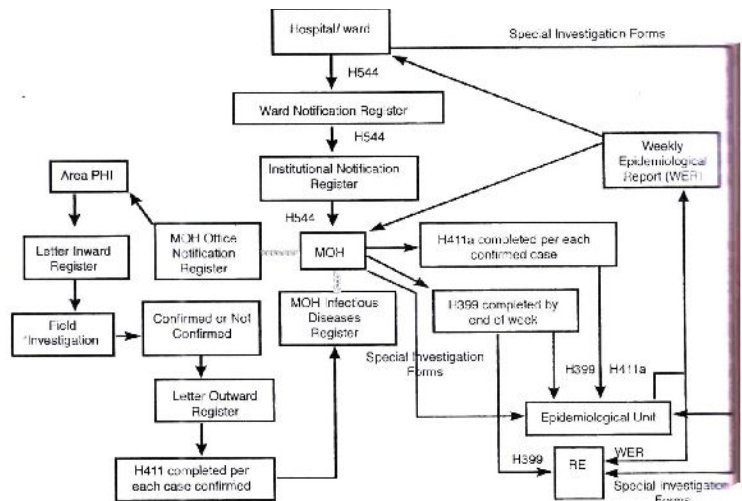 Hospital/ ward
Special Investigation Forms
H544
Ward Notification Register
H544
Institutional Notification
Register
Weekly
Epidemiological
Report (WER)
Area PHI
H544
MOH Office
Notification
Register
MOH
H411a completed per each
confirmed case
Letter Inward
Register
MOH Infectious
Diseases
Register
H399 completed by
end of week
Field
Investigation
Confirmed or Not
Confirmed
Special Investigation
Forms
H399
H411a
Letter Outward
Register
Epidemiological Unit
H411 completed per
each case confirmed
H399
RE
WER
Special Investigation
Forms